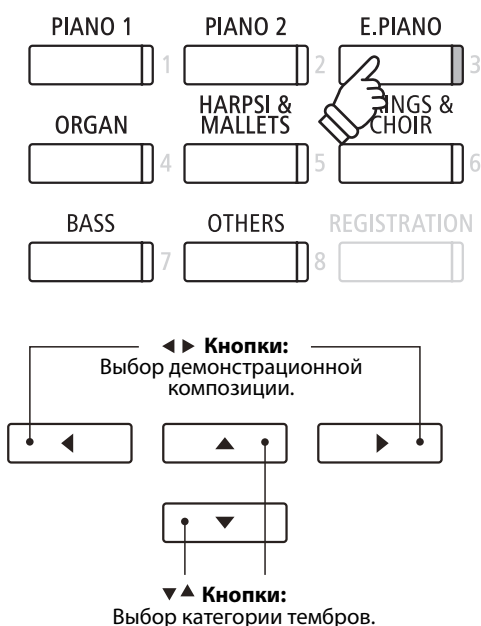 PIANO 1 PIANO 2 E.PIANO
1 2 3
HARPSI &
ORGAN MALLETS INGS & CHOIR
4 5 6
BASS OTHERS REGISTRATION
7 8
◀ ▶ Кнопки:
Выбор демонстрационной
композиции.
◀ ▲ ▶
▼
▼ ▲ Кнопки:
Выбор категории тембров.